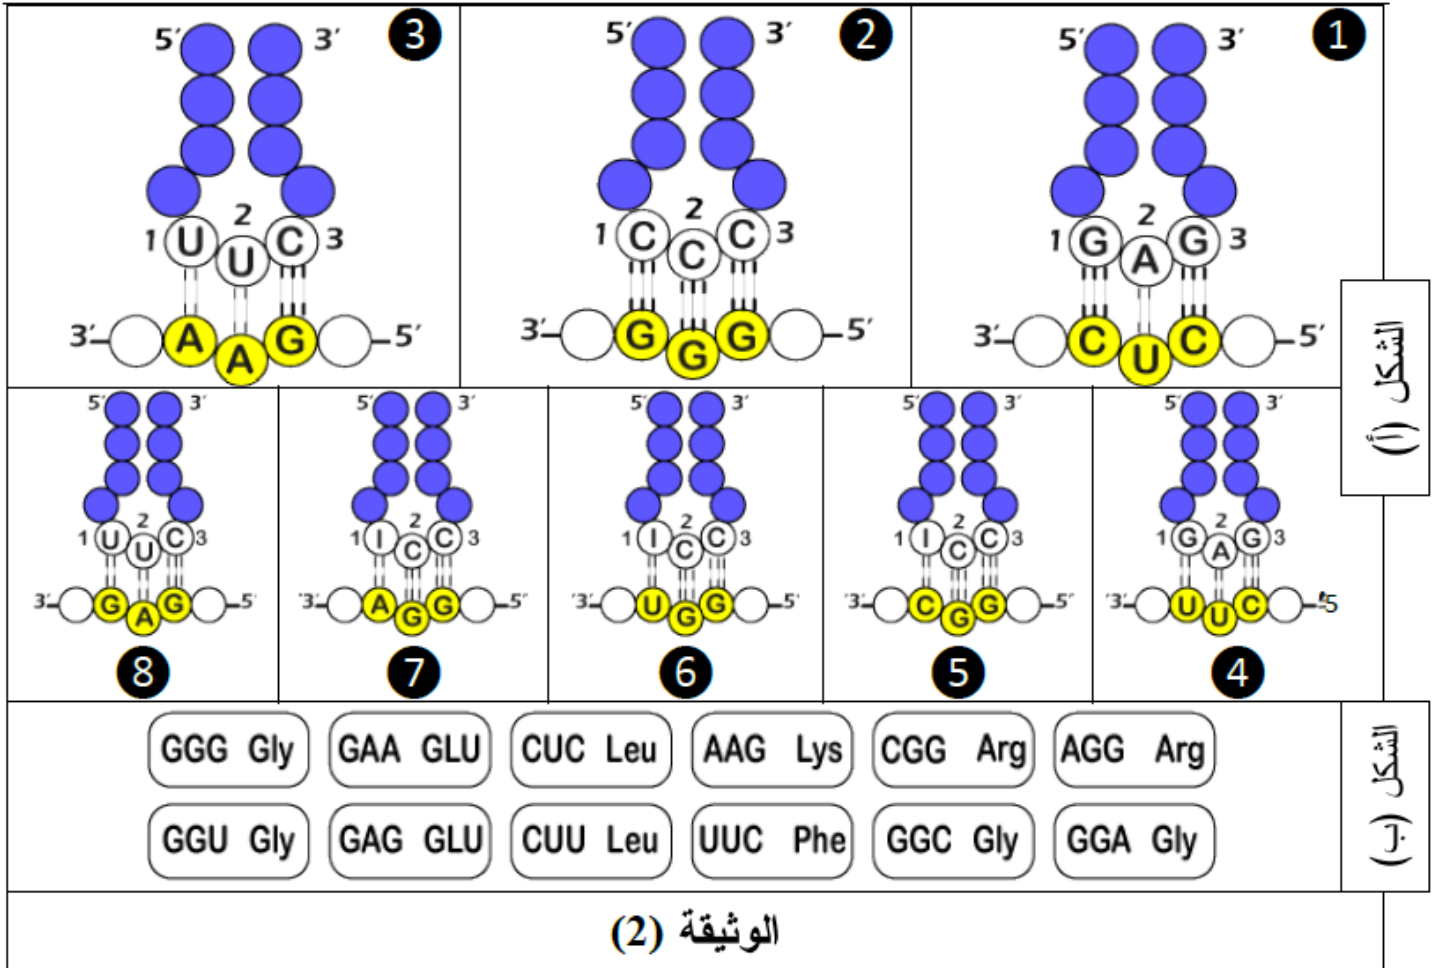 3 2 1
5′ 3′ 5′ 3′ 5′ 3′
1 U 2 U C 3 1 C 2 C C 3 1 G 2 A G 3
3′ A A G 5′ 3′ G G G 5′ 3′ C U C 5′
الشكل (أ)
5′ 3′ 5′ 3′ 5′ 3′ 5′ 3′ 5′ 3′
1 U 2 U C 3 1 I 2 C C 3 1 I 2 C C 3 1 I 2 C C 3 1 G 2 A G 3
3′ G A G 5′ ′3 A G G 5′ ′3 U G G 5′ ′3 C G G 5′ ′3 U U C ′5
8 7 6 5 4
GGG Gly GAA GLU CUC Leu AAG Lys CGG Arg AGG Arg
GGU Gly GAG GLU CUU Leu UUC Phe GGC Gly GGA Gly
الشكل (ب)
الوثيقة (2)